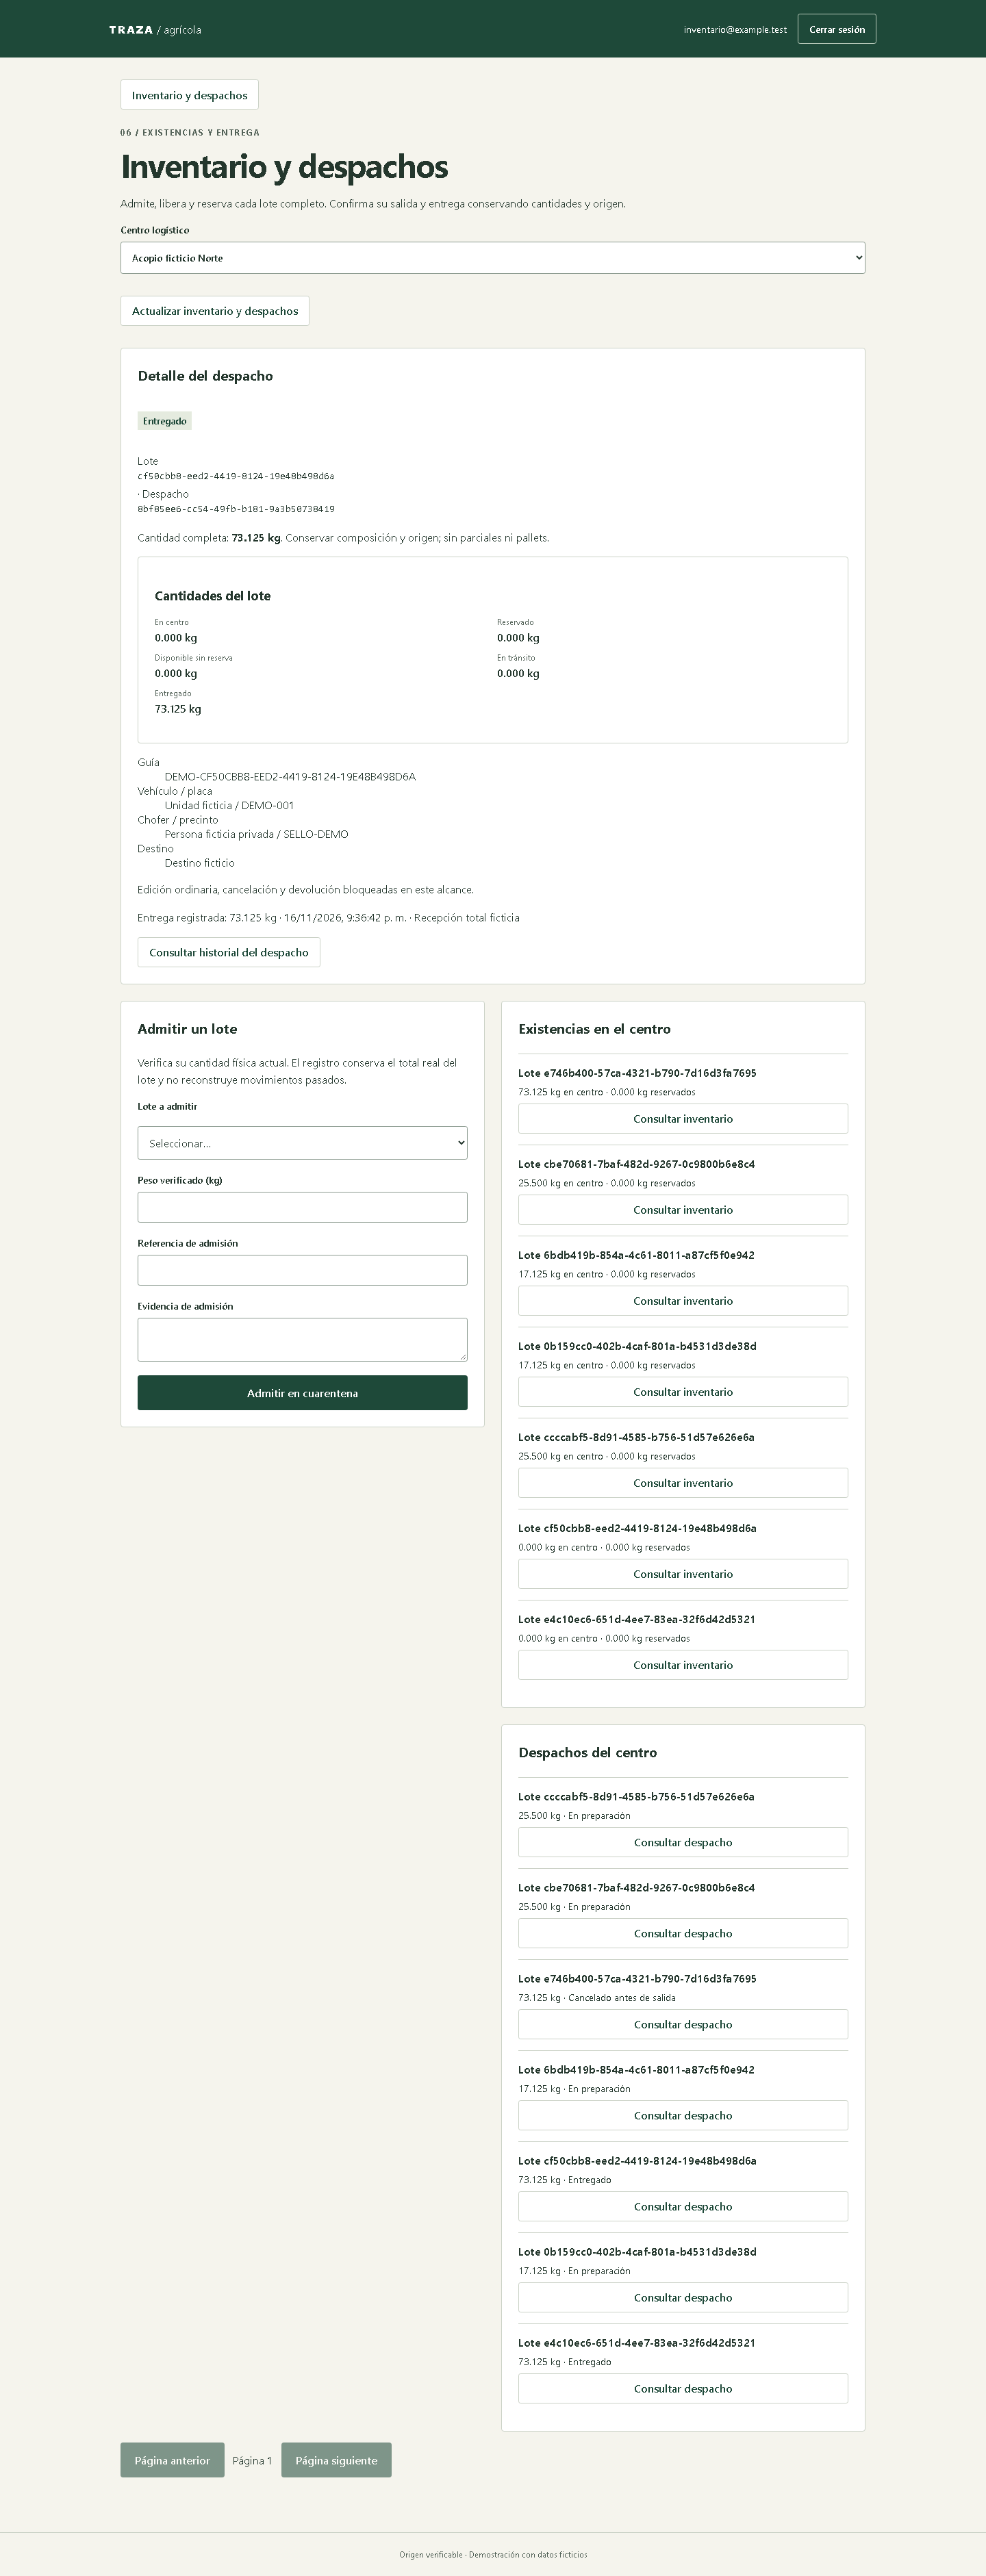 TRAZA / agrícola
inventario@example.test
Cerrar sesión
Inventario y despachos
06 / EXISTENCIAS Y ENTREGA
Inventario y despachos
Admite, libera y reserva cada lote completo. Confirma su salida y entrega conservando cantidades y origen.
Centro logístico
Acopio ficticio Norte
Actualizar inventario y despachos
Detalle del despacho
Entregado
Lote
cf50cbb8-eed2-4419-8124-19e48b498d6a
· Despacho
8bf85ee6-cc54-49fb-b181-9a3b50738419
Cantidad completa: 73.125 kg. Conservar composición y origen; sin parciales ni pallets.
Cantidades del lote
En centro
0.000 kg
Reservado
0.000 kg
Disponible sin reserva
0.000 kg
En tránsito
0.000 kg
Entregado
73.125 kg
Guía
DEMO-CF50CBB8-EED2-4419-8124-19E48B498D6A
Vehículo / placa
Unidad ficticia / DEMO-001
Chofer / precinto
Persona ficticia privada / SELLO-DEMO
Destino
Destino ficticio
Edición ordinaria, cancelación y devolución bloqueadas en este alcance.
Entrega registrada: 73.125 kg · 16/11/2026, 9:36:42 p. m. · Recepción total ficticia
Consultar historial del despacho
Admitir un lote
Verifica su cantidad física actual. El registro conserva el total real del
lote y no reconstruye movimientos pasados.
Lote a admitir
Seleccionar...
Peso verificado (kg)
Referencia de admisión
Evidencia de admisión
Admitir en cuarentena
Existencias en el centro
Lote e746b400-57ca-4321-b790-7d16d3fa7695
73.125 kg en centro · 0.000 kg reservados
Consultar inventario
Lote cbe70681-7baf-482d-9267-0c9800b6e8c4
25.500 kg en centro · 0.000 kg reservados
Consultar inventario
Lote 6bdb419b-854a-4c61-8011-a87cf5f0e942
17.125 kg en centro · 0.000 kg reservados
Consultar inventario
Lote 0b159cc0-402b-4caf-801a-b4531d3de38d
17.125 kg en centro · 0.000 kg reservados
Consultar inventario
Lote ccccabf5-8d91-4585-b756-51d57e626e6a
25.500 kg en centro · 0.000 kg reservados
Consultar inventario
Lote cf50cbb8-eed2-4419-8124-19e48b498d6a
0.000 kg en centro · 0.000 kg reservados
Consultar inventario
Lote e4c10ec6-651d-4ee7-83ea-32f6d42d5321
0.000 kg en centro · 0.000 kg reservados
Consultar inventario
Despachos del centro
Lote ccccabf5-8d91-4585-b756-51d57e626e6a
25.500 kg · En preparación
Consultar despacho
Lote cbe70681-7baf-482d-9267-0c9800b6e8c4
25.500 kg · En preparación
Consultar despacho
Lote e746b400-57ca-4321-b790-7d16d3fa7695
73.125 kg · Cancelado antes de salida
Consultar despacho
Lote 6bdb419b-854a-4c61-8011-a87cf5f0e942
17.125 kg · En preparación
Consultar despacho
Lote cf50cbb8-eed2-4419-8124-19e48b498d6a
73.125 kg · Entregado
Consultar despacho
Lote 0b159cc0-402b-4caf-801a-b4531d3de38d
17.125 kg · En preparación
Consultar despacho
Lote e4c10ec6-651d-4ee7-83ea-32f6d42d5321
73.125 kg · Entregado
Consultar despacho
Página anterior
Página 1
Página siguiente
Origen verificable · Demostración con datos ficticios